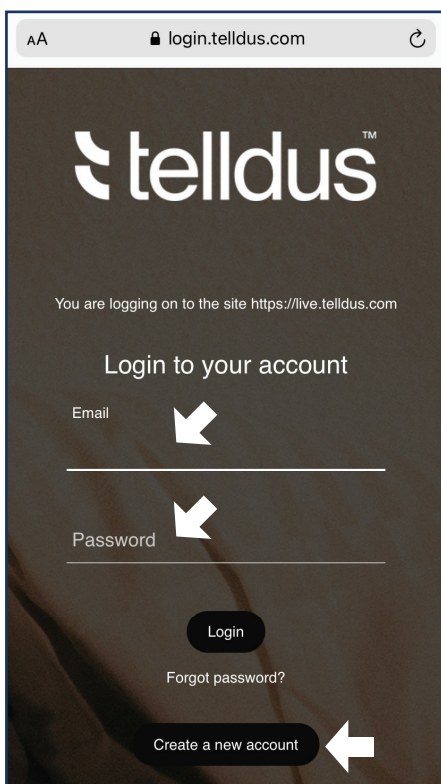 AA
login.telldus.com
telldus™
You are logging on to the site https://live.telldus.com
Login to your account
Email
Password
Login
Forgot password?
Create a new account